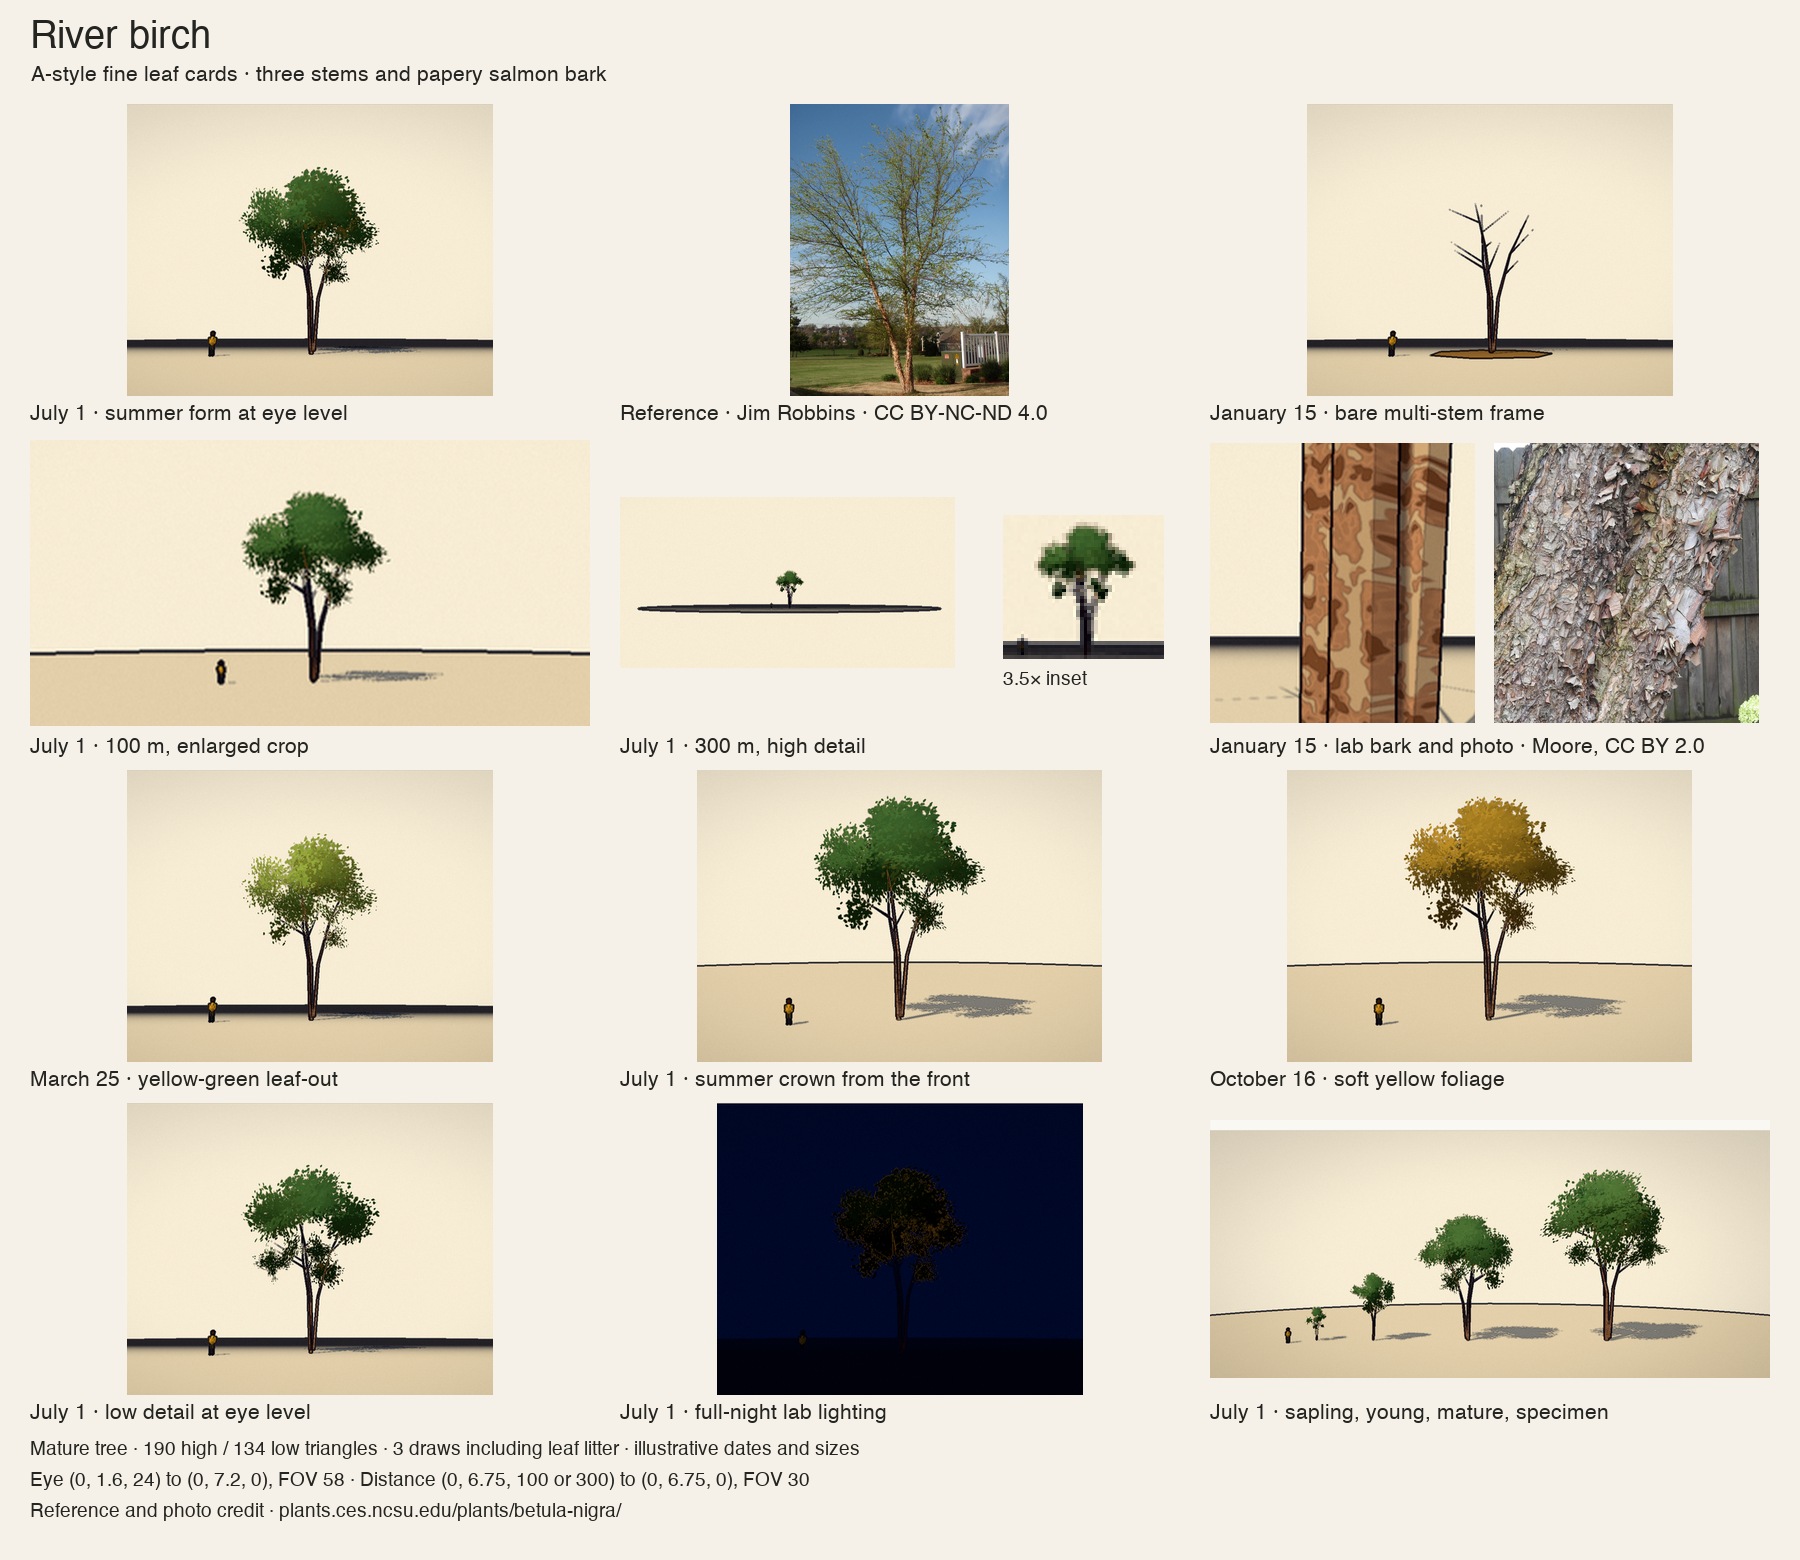 River birch
A-style fine leaf cards · three stems and papery salmon bark
July 1 · summer form at eye level
Reference · Jim Robbins · CC BY-NC-ND 4.0
January 15 · bare multi-stem frame
3.5× inset
July 1 · 100 m, enlarged crop
July 1 · 300 m, high detail
January 15 · lab bark and photo · Moore, CC BY 2.0
March 25 · yellow-green leaf-out
July 1 · summer crown from the front
October 16 · soft yellow foliage
July 1 · low detail at eye level
July 1 · full-night lab lighting
July 1 · sapling, young, mature, specimen
Mature tree · 190 high / 134 low triangles · 3 draws including leaf litter · illustrative dates and sizes
Eye (0, 1.6, 24) to (0, 7.2, 0), FOV 58 · Distance (0, 6.75, 100 or 300) to (0, 6.75, 0), FOV 30
Reference and photo credit · plants.ces.ncsu.edu/plants/betula-nigra/